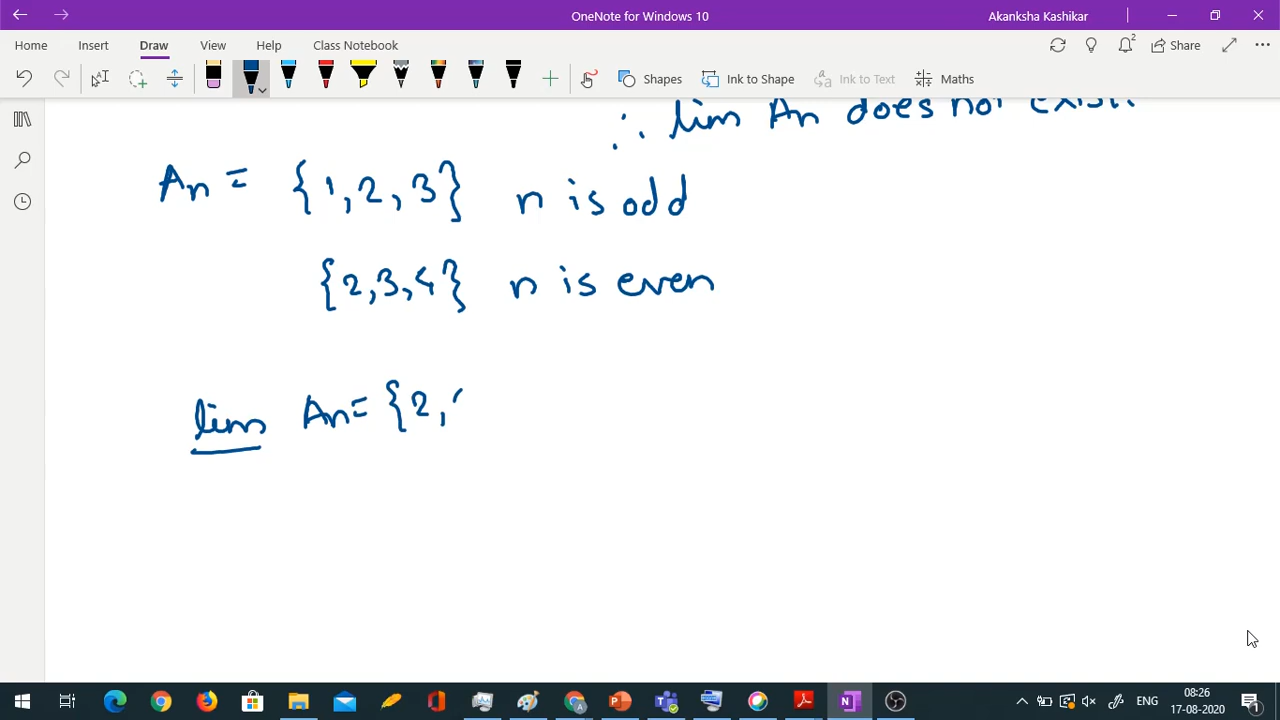 OneNote for Windows 10
Akanksha Kashikar
Home Insert Draw View Help Class Notebook
Share
Shapes Ink to Shape Ink to Text Maths
∴ lim An does not exist.
An = {1, 2, 3} n is odd
{2, 3, 4} n is even
lim An = {2,
ENG
08:26
17-08-2020